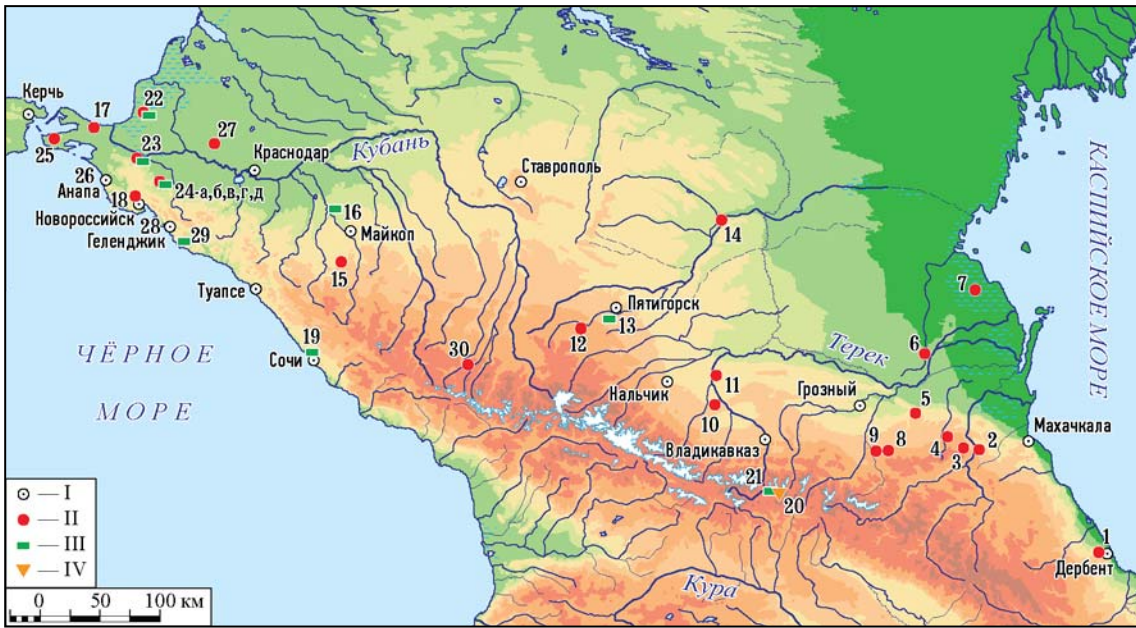 Керчь
17
22
25
23
27
Краснодар
Кубань
Ставрополь
26
Анапа
24-а,б,в,г,д
18
Новороссийск
28
Геленджик
29
16
Майкоп
14
15
Туапсе
7
КАСПИЙСКОЕ МОРЕ
Пятигорск
13
12
ЧЁРНОЕ
МОРЕ
19
Сочи
30
6
Терек
11
Нальчик
Грозный
5
10
Махачкала
Владикавказ
9
8
4
3
2
21
20
1
Дербент
Кура
— I
— II
— III
— IV
0 50 100 км